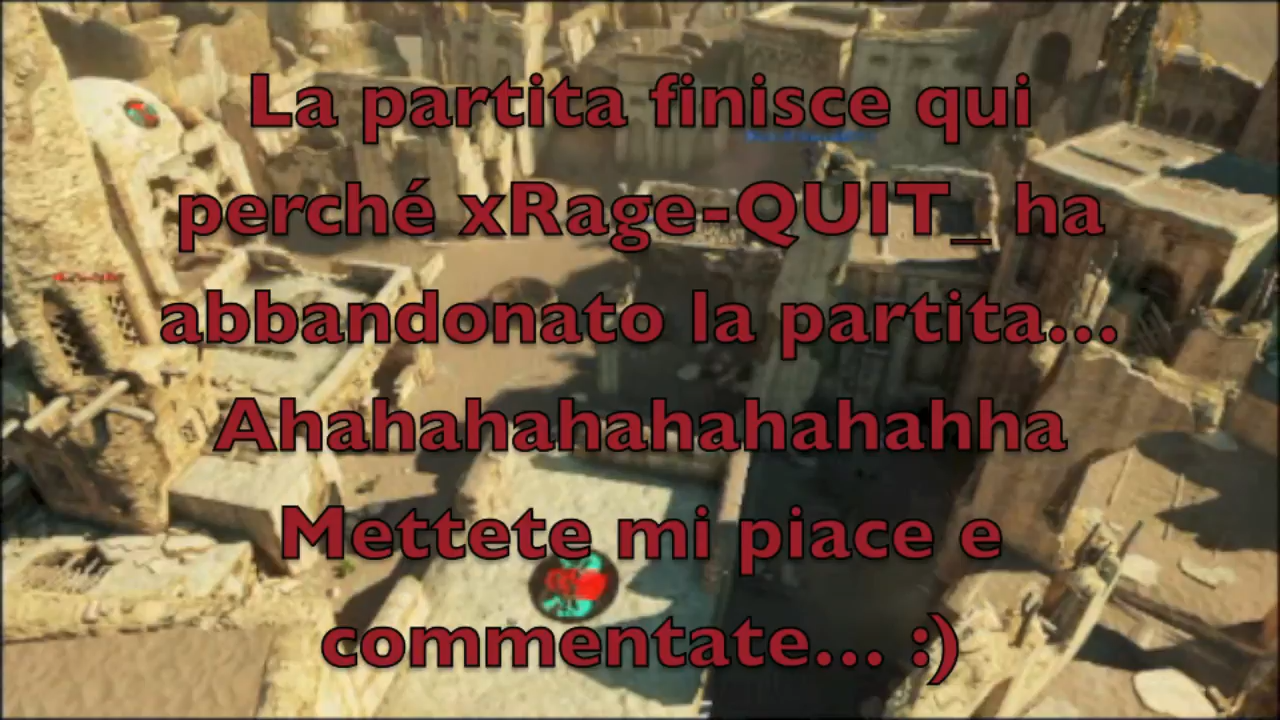 La partita finisce qui
perché xRage-QUIT_ ha
abbandonato la partita...
Ahahahahahahahahha
Mettete mi piace e
commentate... :)